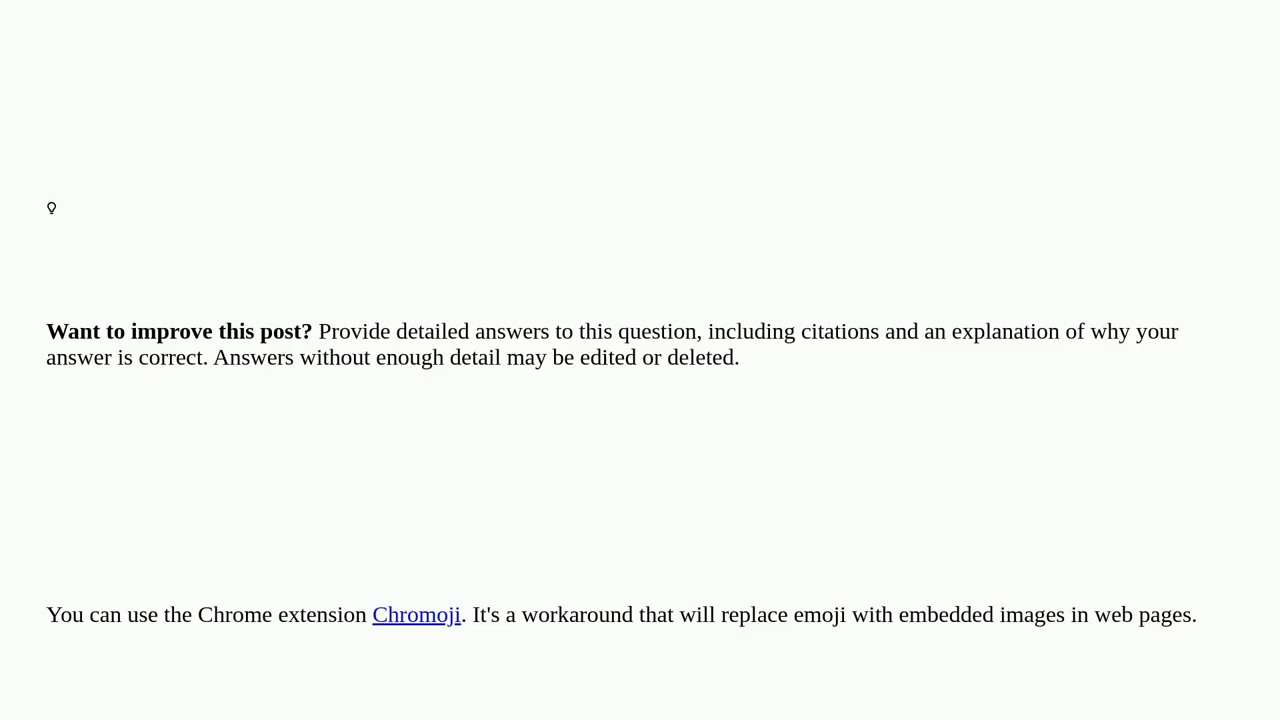 Want to improve this post? Provide detailed answers to this question, including citations and an explanation of why your
answer is correct. Answers without enough detail may be edited or deleted.
You can use the Chrome extension Chromoji. It's a workaround that will replace emoji with embedded images in web pages.